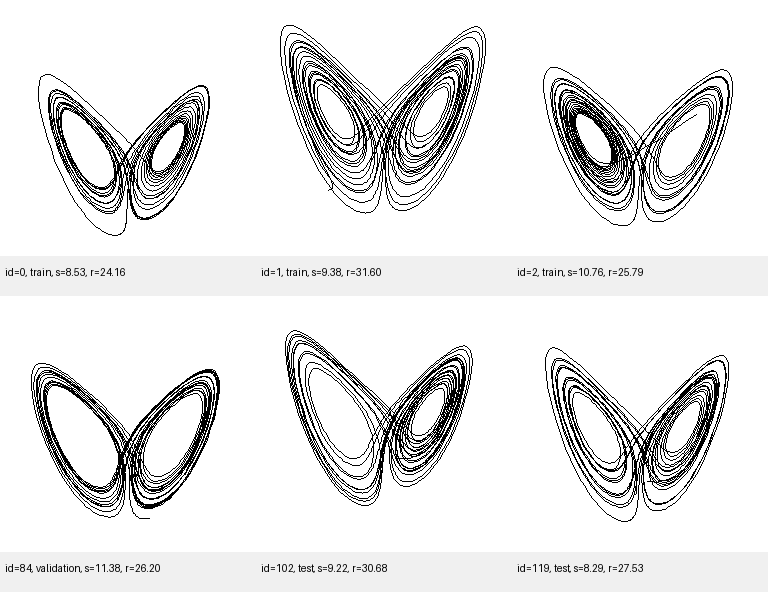 id=0, train, s=8.53, r=24.16
id=1, train, s=9.38, r=31.60
id=2, train, s=10.76, r=25.79
id=84, validation, s=11.38, r=26.20
id=102, test, s=9.22, r=30.68
id=119, test, s=8.29, r=27.53